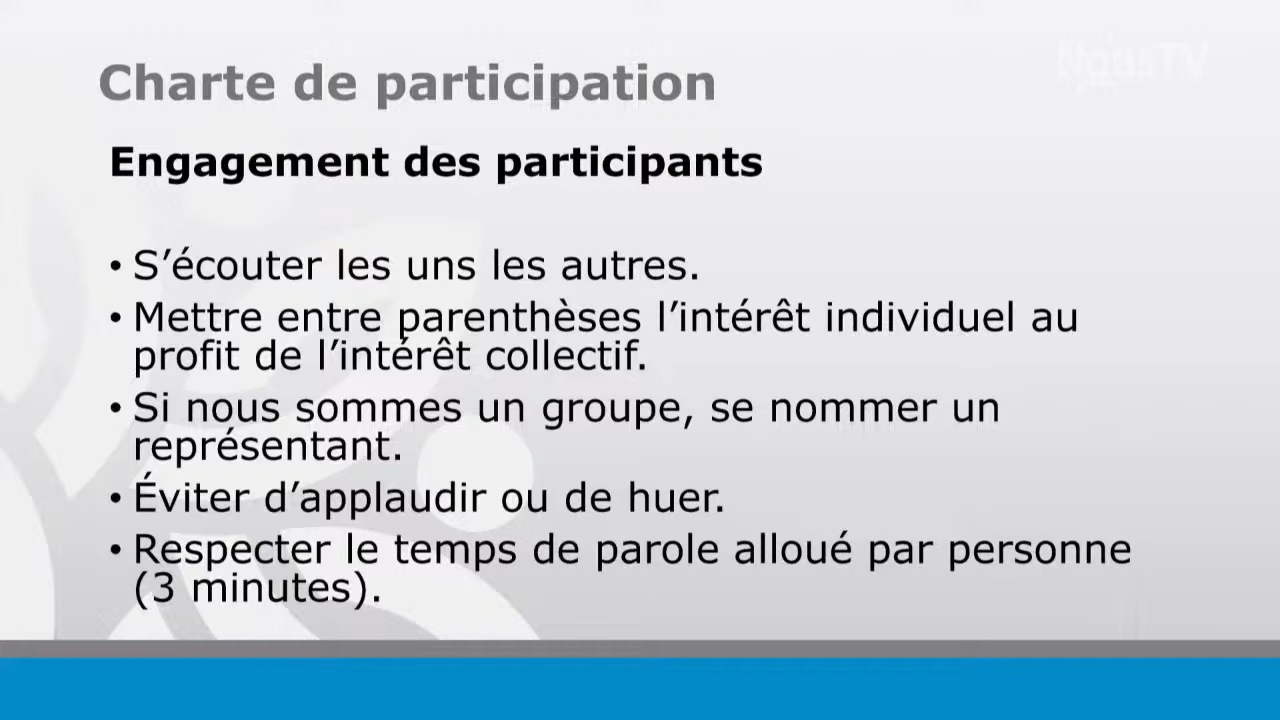 NousTV
Charte de participation
Engagement des participants
• S’écouter les uns les autres.
• Mettre entre parenthèses l’intérêt individuel au
profit de l’intérêt collectif.
• Si nous sommes un groupe, se nommer un
représentant.
• Éviter d’applaudir ou de huer.
• Respecter le temps de parole alloué par personne
(3 minutes).